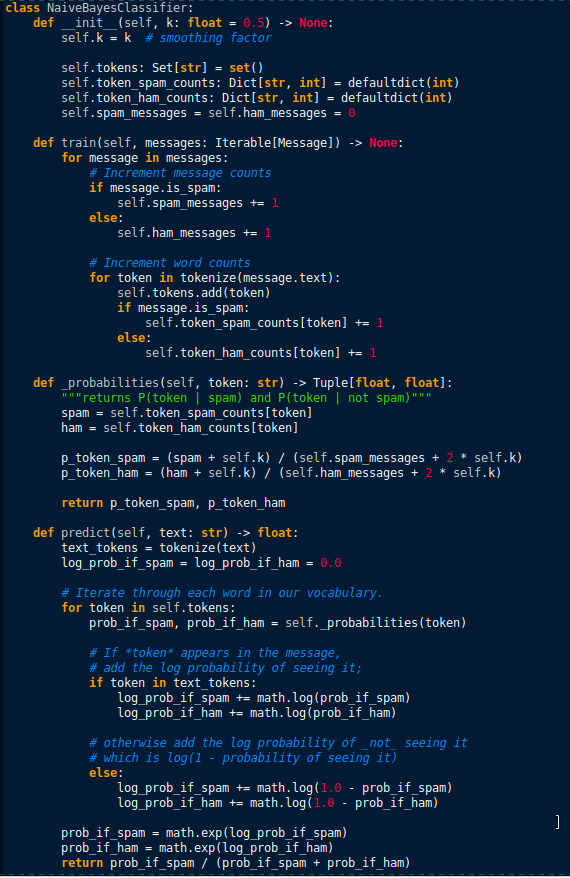 class NaiveBayesClassifier:
    def __init__(self, k: float = 0.5) -> None:
        self.k = k  # smoothing factor

        self.tokens: Set[str] = set()
        self.token_spam_counts: Dict[str, int] = defaultdict(int)
        self.token_ham_counts: Dict[str, int] = defaultdict(int)
        self.spam_messages = self.ham_messages = 0

    def train(self, messages: Iterable[Message]) -> None:
        for message in messages:
            # Increment message counts
            if message.is_spam:
                self.spam_messages += 1
            else:
                self.ham_messages += 1

            # Increment word counts
            for token in tokenize(message.text):
                self.tokens.add(token)
                if message.is_spam:
                    self.token_spam_counts[token] += 1
                else:
                    self.token_ham_counts[token] += 1

    def _probabilities(self, token: str) -> Tuple[float, float]:
        """returns P(token | spam) and P(token | not spam)"""
        spam = self.token_spam_counts[token]
        ham = self.token_ham_counts[token]

        p_token_spam = (spam + self.k) / (self.spam_messages + 2 * self.k)
        p_token_ham = (ham + self.k) / (self.ham_messages + 2 * self.k)

        return p_token_spam, p_token_ham

    def predict(self, text: str) -> float:
        text_tokens = tokenize(text)
        log_prob_if_spam = log_prob_if_ham = 0.0

        # Iterate through each word in our vocabulary.
        for token in self.tokens:
            prob_if_spam, prob_if_ham = self._probabilities(token)

            # If *token* appears in the message,
            # add the log probability of seeing it;
            if token in text_tokens:
                log_prob_if_spam += math.log(prob_if_spam)
                log_prob_if_ham += math.log(prob_if_ham)

            # otherwise add the log probability of _not_ seeing it
            # which is log(1 - probability of seeing it)
            else:
                log_prob_if_spam += math.log(1.0 - prob_if_spam)
                log_prob_if_ham += math.log(1.0 - prob_if_ham)

        prob_if_spam = math.exp(log_prob_if_spam)
        prob_if_ham = math.exp(log_prob_if_ham)
        return prob_if_spam / (prob_if_spam + prob_if_ham)